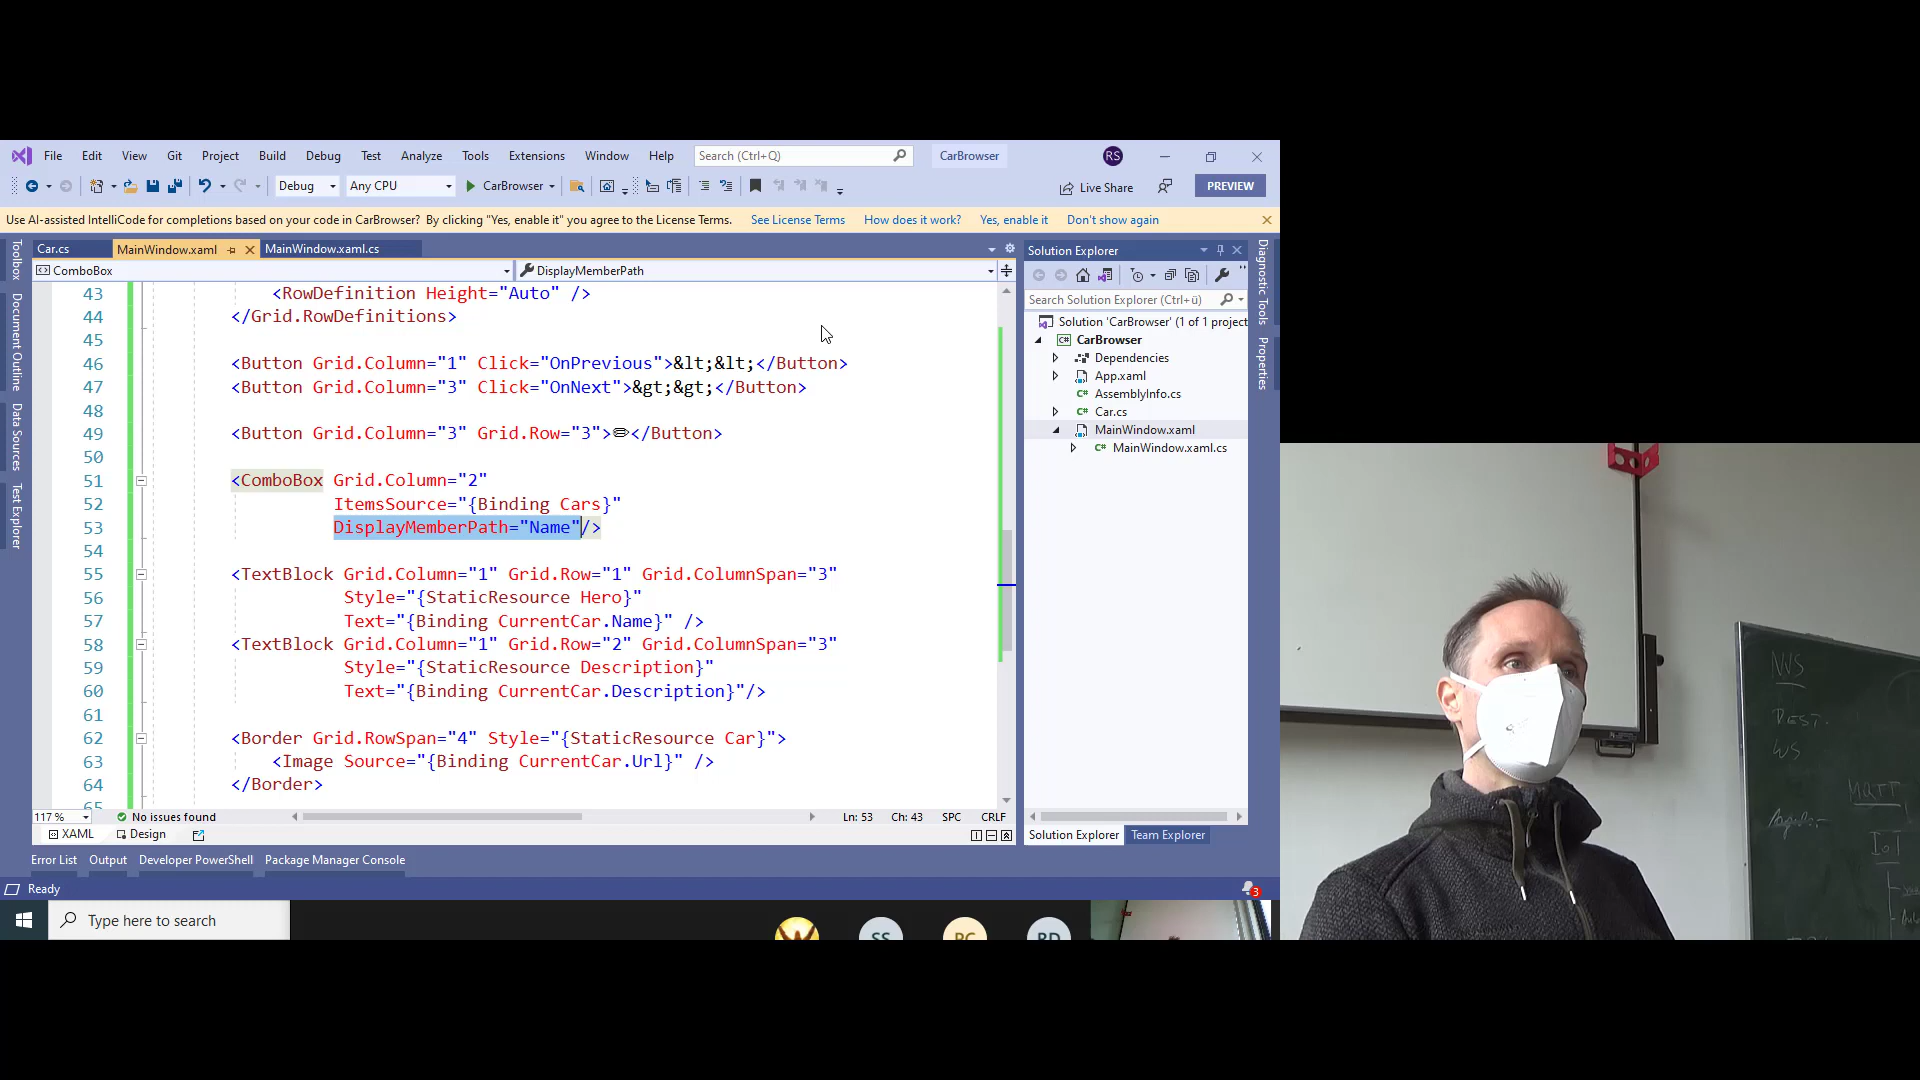 File Edit View Git Project Build Debug Test Analyze Tools Extensions Window Help Search (Ctrl+Q) CarBrowser RS
Debug Any CPU CarBrowser Live Share PREVIEW
Use AI-assisted IntelliCode for completions based on your code in CarBrowser? By clicking "Yes, enable it" you agree to the License Terms. See License Terms How does it work? Yes, enable it Don't show again
Toolbox
Document Outline
Data Sources
Test Explorer
Car.cs MainWindow.xaml MainWindow.xaml.cs
ComboBox DisplayMemberPath
43 <RowDefinition Height="Auto" />
44 </Grid.RowDefinitions>
45
46 <Button Grid.Column="1" Click="OnPrevious">&lt;&lt;</Button>
47 <Button Grid.Column="3" Click="OnNext">&gt;&gt;</Button>
48
49 <Button Grid.Column="3" Grid.Row="3">✏</Button>
50
51 <ComboBox Grid.Column="2"
52 ItemsSource="{Binding Cars}"
53 DisplayMemberPath="Name"/>
54
55 <TextBlock Grid.Column="1" Grid.Row="1" Grid.ColumnSpan="3"
56 Style="{StaticResource Hero}"
57 Text="{Binding CurrentCar.Name}" />
58 <TextBlock Grid.Column="1" Grid.Row="2" Grid.ColumnSpan="3"
59 Style="{StaticResource Description}"
60 Text="{Binding CurrentCar.Description}"/>
61
62 <Border Grid.RowSpan="4" Style="{StaticResource Car}">
63 <Image Source="{Binding CurrentCar.Url}" />
64 </Border>
65
117 % No issues found Ln: 53 Ch: 43 SPC CRLF
XAML Design
Solution Explorer
Search Solution Explorer (Ctrl+ü)
Solution 'CarBrowser' (1 of 1 project
CarBrowser
Dependencies
App.xaml
AssemblyInfo.cs
Car.cs
MainWindow.xaml
MainWindow.xaml.cs
Solution Explorer Team Explorer
Diagnostic Tools
Properties
Error List Output Developer PowerShell Package Manager Console
Ready 3
Type here to search SS BD
NVS
REST
WS
MQTT
IoT